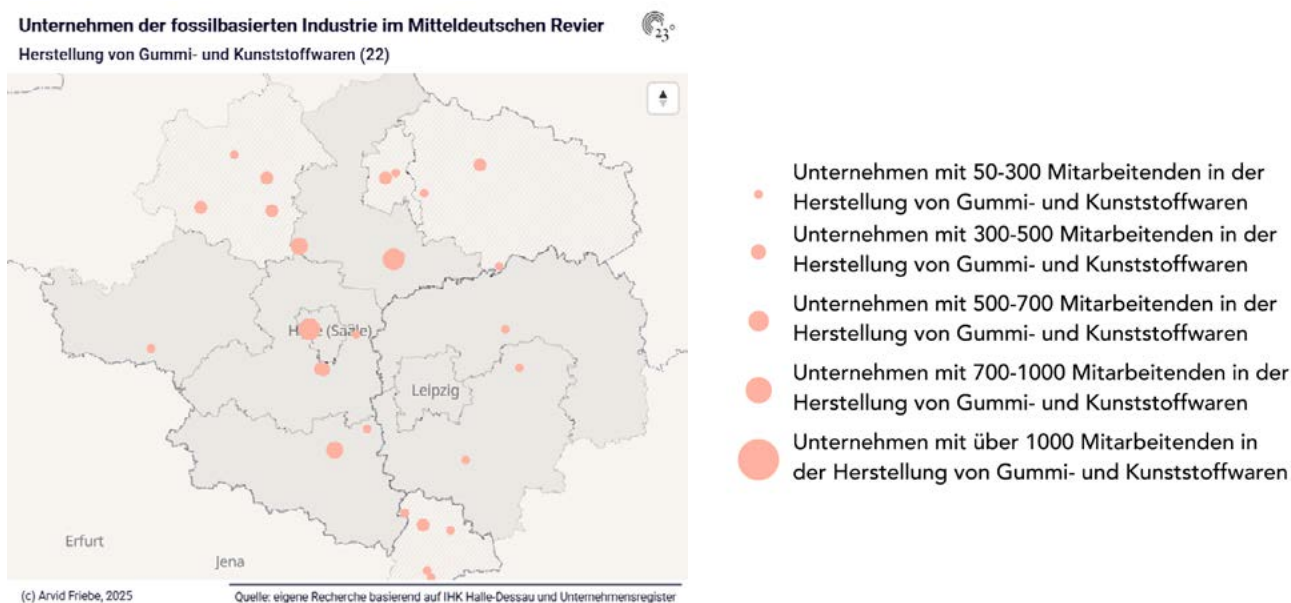 Unternehmen der fossilbasierten Industrie im Mitteldeutschen Revier
23°
Herstellung von Gummi- und Kunststoffwaren (22)
Halle (Saale)
Leipzig
Erfurt
Jena
(c) Arvid Friebe, 2025
Quelle: eigene Recherche basierend auf IHK Halle-Dessau und Unternehmensregister
Unternehmen mit 50-300 Mitarbeitenden in der
Herstellung von Gummi- und Kunststoffwaren
Unternehmen mit 300-500 Mitarbeitenden in der
Herstellung von Gummi- und Kunststoffwaren
Unternehmen mit 500-700 Mitarbeitenden in der
Herstellung von Gummi- und Kunststoffwaren
Unternehmen mit 700-1000 Mitarbeitenden in der
Herstellung von Gummi- und Kunststoffwaren
Unternehmen mit über 1000 Mitarbeitenden in
der Herstellung von Gummi- und Kunststoffwaren